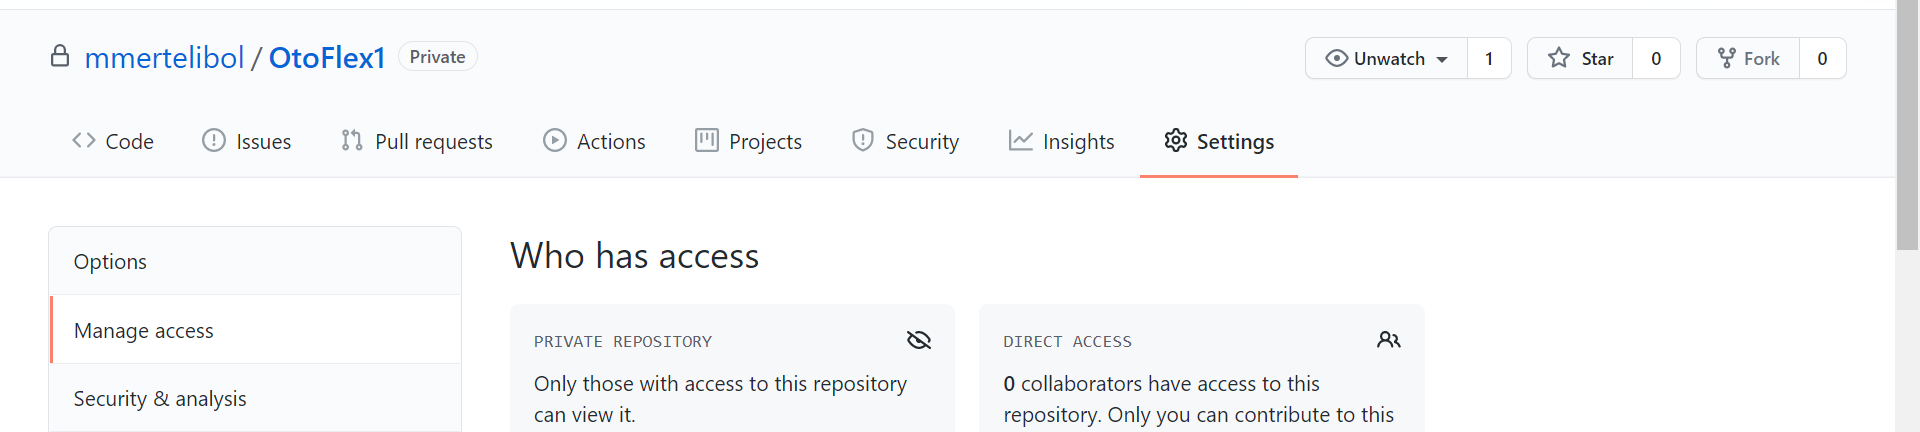 mmertelibol / OtoFlex1 Private Unwatch 1 Star 0 Fork 0
Code Issues Pull requests Actions Projects Security Insights Settings
Options
Manage access
Security & analysis
Who has access
PRIVATE REPOSITORY
Only those with access to this repository
can view it.
DIRECT ACCESS
0 collaborators have access to this
repository. Only you can contribute to this